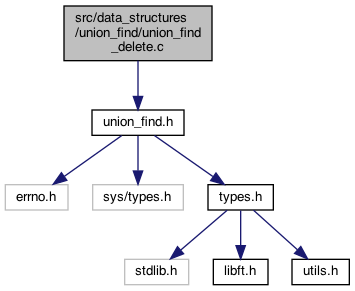 src/data_structures
/union_find/union_find
_delete.c
union_find.h
errno.h
sys/types.h
types.h
stdlib.h
libft.h
utils.h